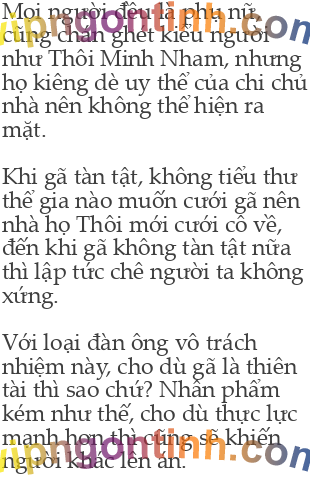 Mọi người đều là phụ nữ
cũng chán ghét kiểu người
như Thôi Minh Nham, nhưng
họ kiêng dè uy thế của chi chủ
nhà nên không thể hiện ra
mặt.
Khi gã tàn tật, không tiểu thư
thế gia nào muốn cưới gã nên
nhà họ Thôi mới cưới cô về,
đến khi gã không tàn tật nữa
thì lập tức chê người ta không
xứng.
Với loại đàn ông vô trách
nhiệm này, cho dù gã là thiên
tài thì sao chứ? Nhân phẩm
kém như thế, cho dù thực lực
mạnh hơn thì cũng sẽ khiến
người khác lên án.
vipngontinh.com
vipngontinh.com